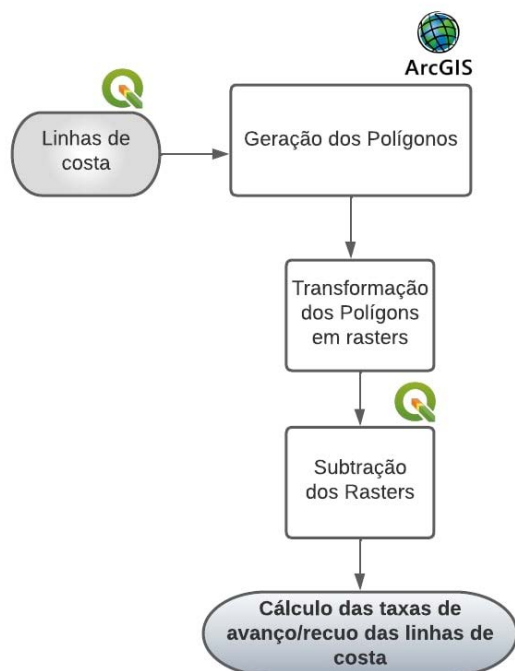 ArcGIS
Linhas de
costa
Geração dos Polígonos
Transformação
dos Polígons
em rasters
Subtração
dos Rasters
Cálculo das taxas de
avanço/recuo das linhas de
costa